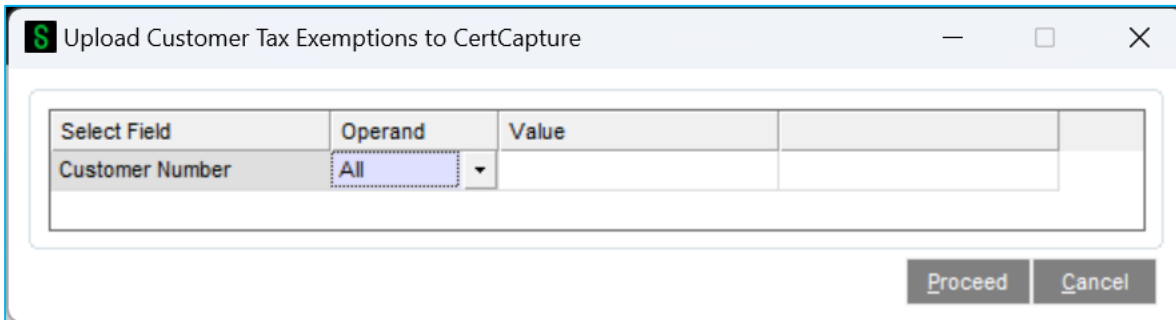 S Upload Customer Tax Exemptions to CertCapture
Select Field Operand Value
Customer Number All
Proceed Cancel